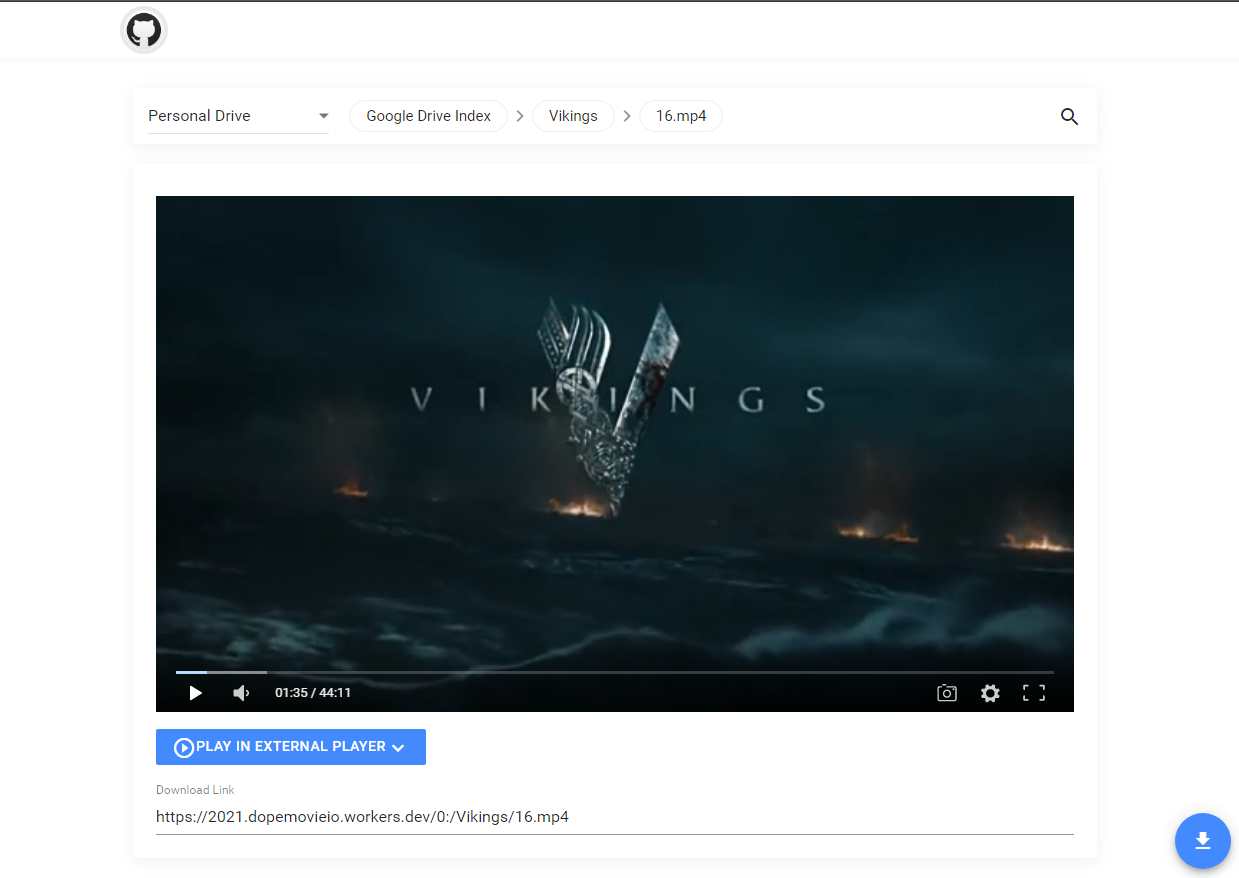 Personal Drive
Google Drive Index
Vikings
16.mp4
VIKINGS
01:35 / 44:11
PLAY IN EXTERNAL PLAYER
Download Link
https://2021.dopemovieio.workers.dev/0:/Vikings/16.mp4